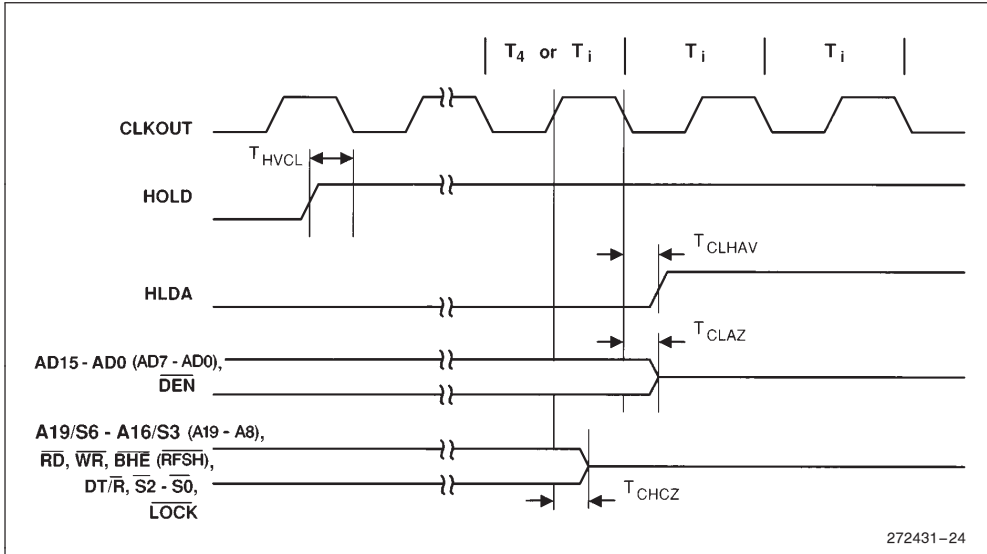 T4 or Ti Ti Ti
CLKOUT
THVCL
HOLD
TCLHAV
HLDA
TCLAZ
AD15 - AD0 (AD7 - AD0),
DEN
A19/S6 - A16/S3 (A19 - A8),
RD, WR, BHE (RFSH),
DT/R, S2 - S0,
LOCK
TCHCZ
272431-24